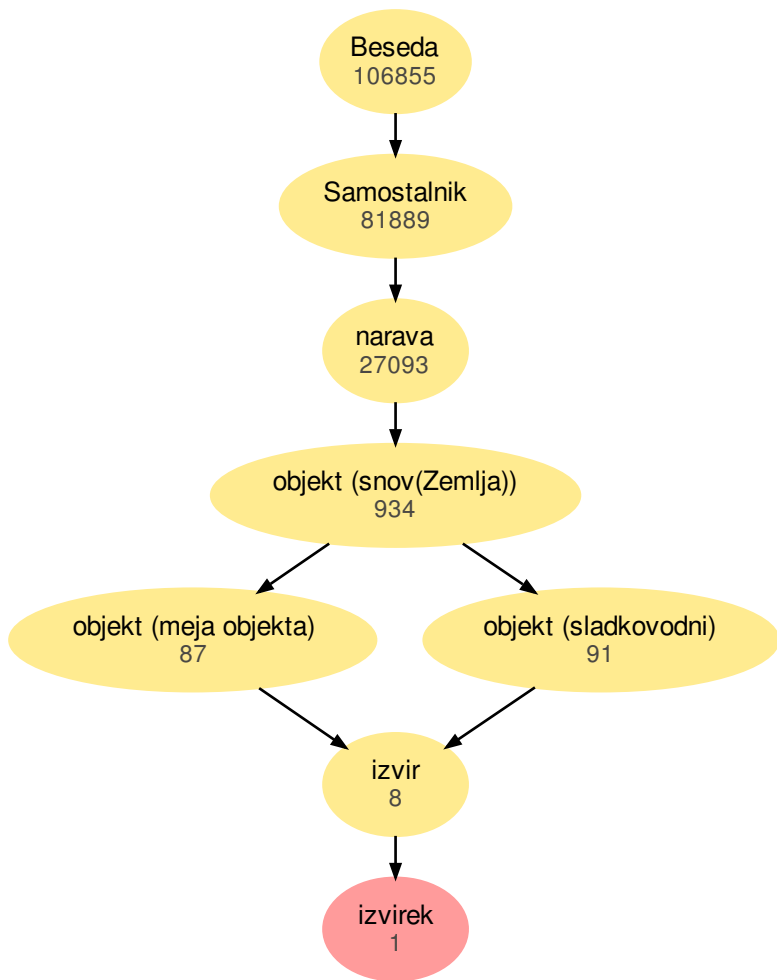 Beseda
106855
Samostalnik
81889
narava
27093
objekt (snov(Zemlja))
934
objekt (meja objekta)
87
objekt (sladkovodni)
91
izvir
8
izvirek
1